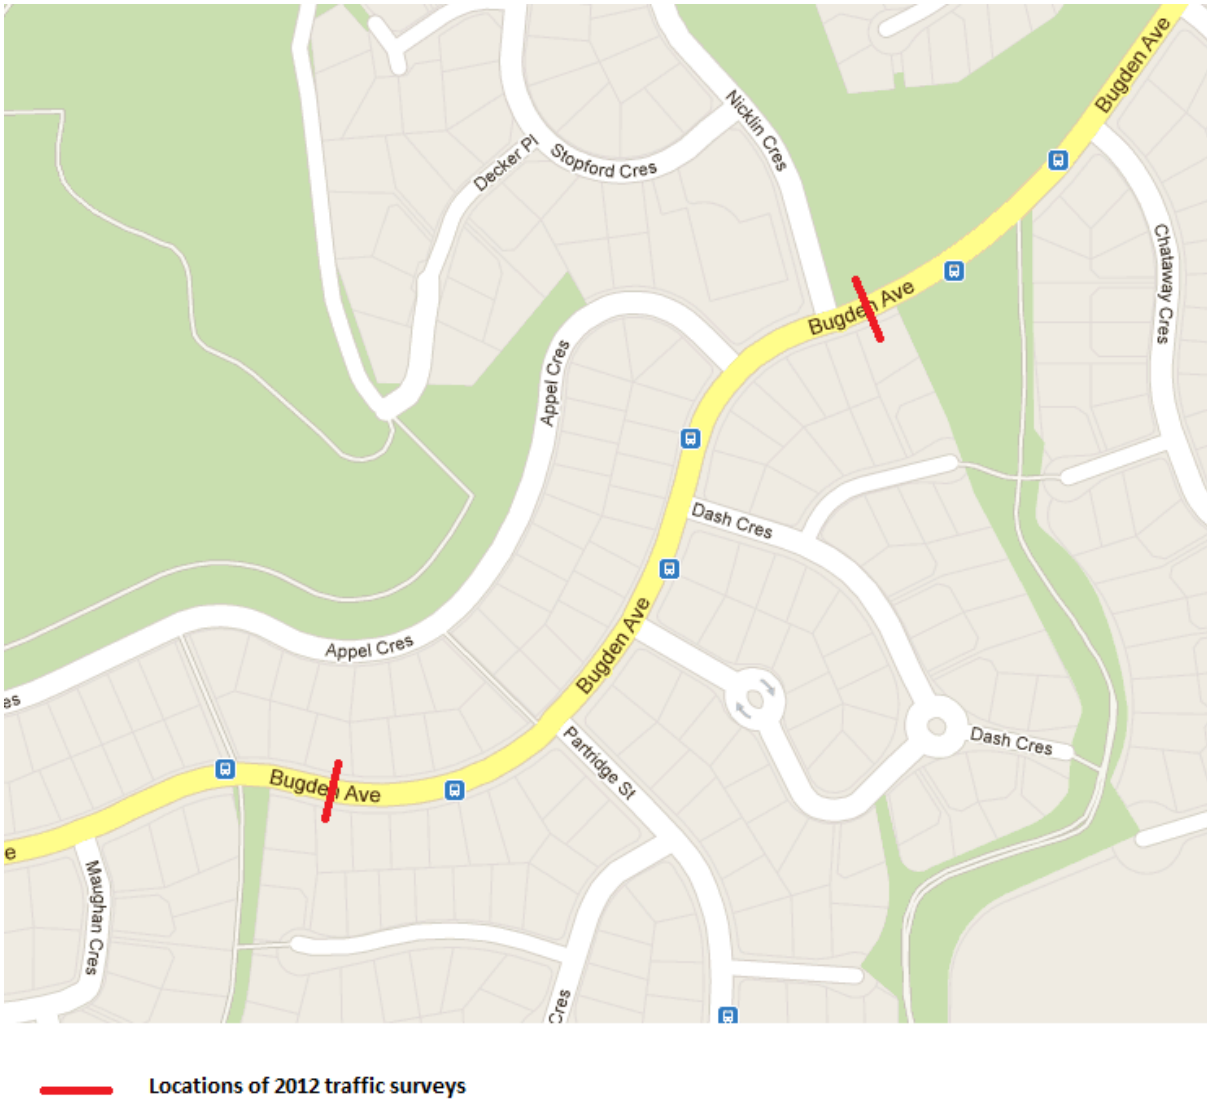 Bugden Ave
Nicklin Cres
Decker Pl
Stopford Cres
Chataway Cres
Bugden Ave
Appel Cres
Dash Cres
Bugden Ave
Appel Cres
es
Dash Cres
Partridge St
Bugden Ave
e
Maughan Cres
Cres
Locations of 2012 traffic surveys